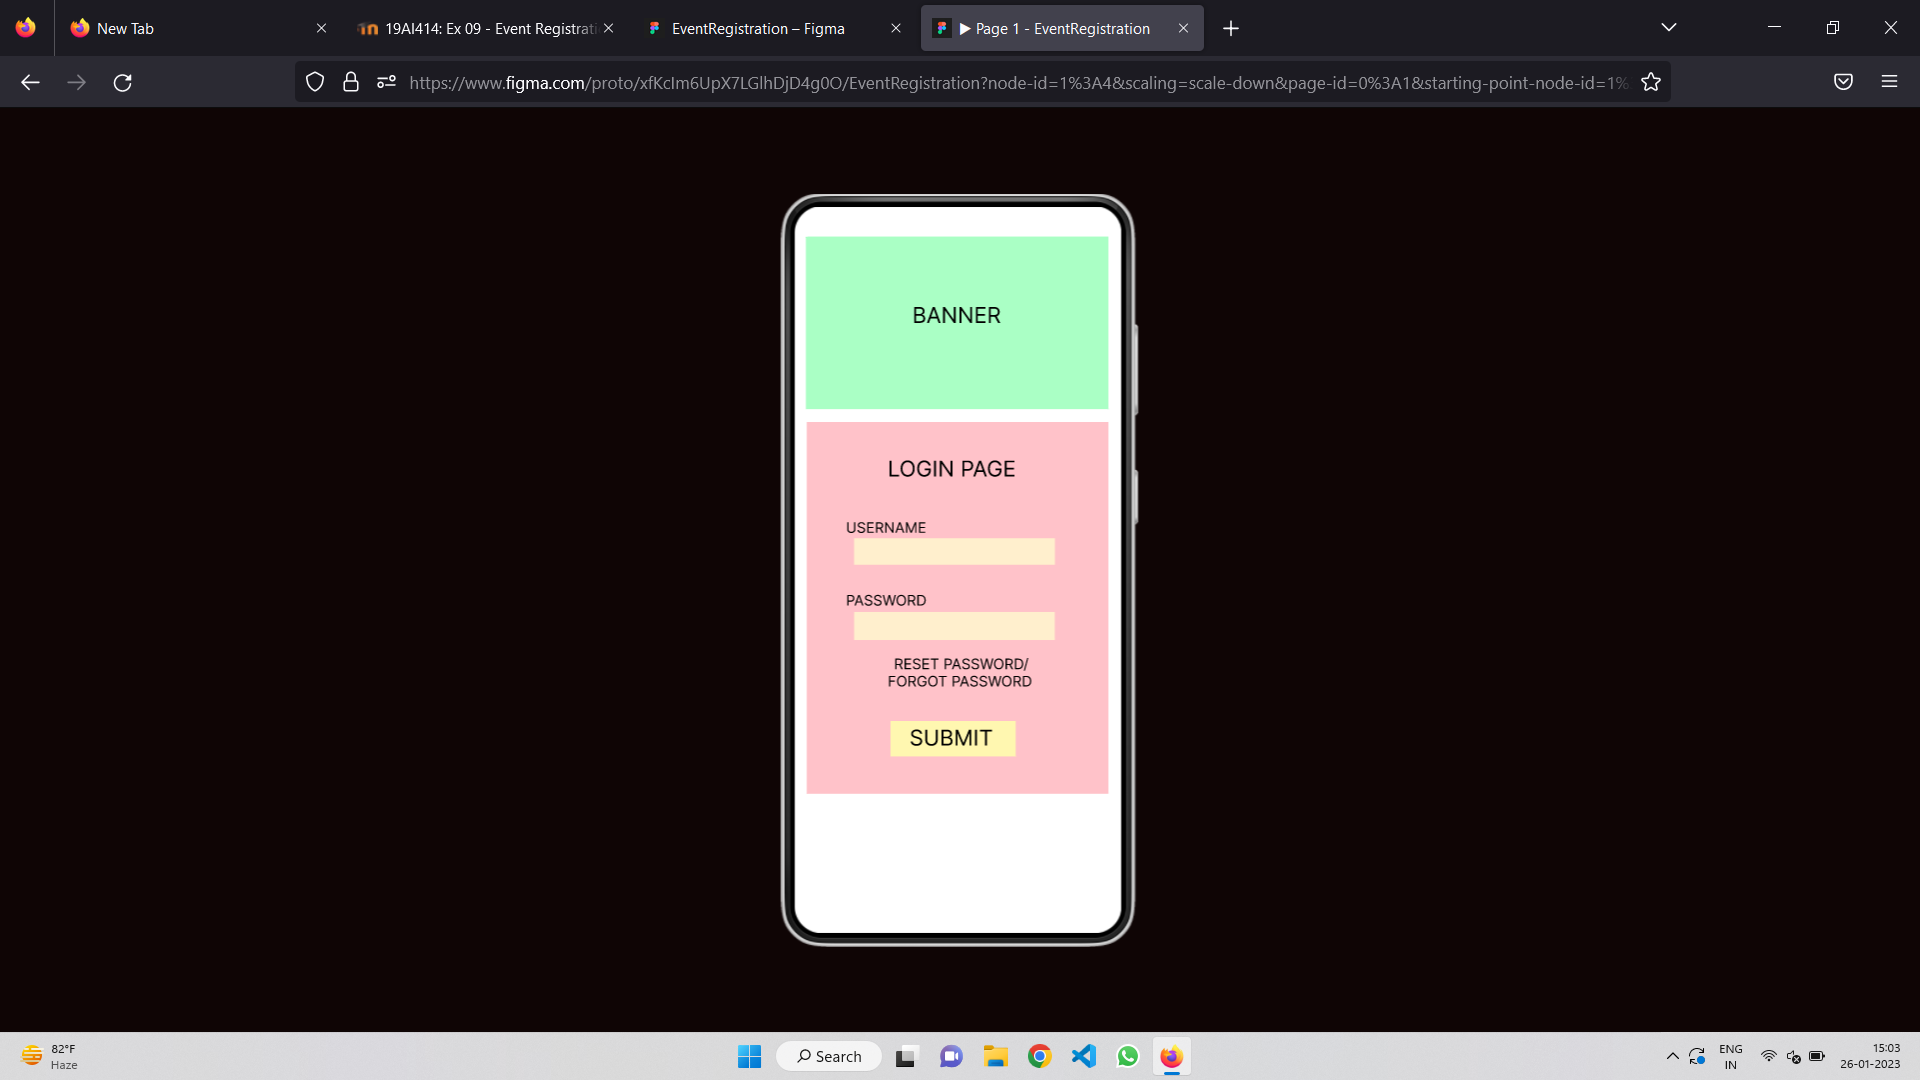 New Tab
19AI414: Ex 09 - Event Registrati
EventRegistration – Figma
▶ Page 1 - EventRegistration
https://www.figma.com/proto/xfKcIm6UpX7LGlhDjD4g0O/EventRegistration?node-id=1%3A4&scaling=scale-down&page-id=0%3A1&starting-point-node-id=1%
BANNER
LOGIN PAGE
USERNAME
PASSWORD
RESET PASSWORD/
FORGOT PASSWORD
SUBMIT
82°F
Haze
Search
ENG
IN
15:03
26-01-2023